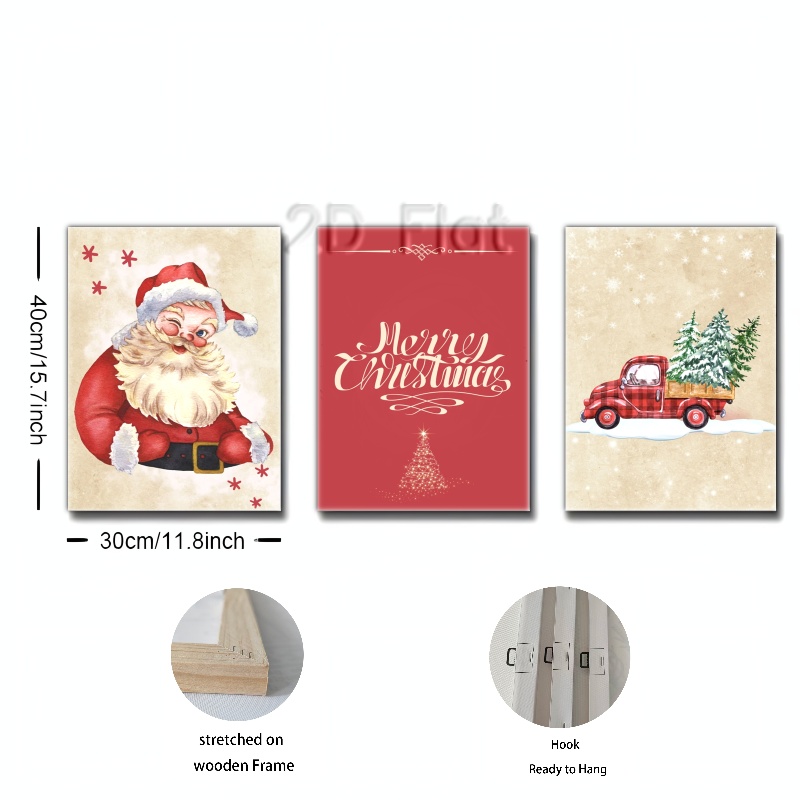 2D Flat
40cm/15.7inch
Merry
Christmas
30cm/11.8inch
stretched on
wooden Frame
Hook
Ready to Hang